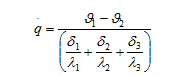 q̇ = (ϑ₁ − ϑ₂) / (δ₁/λ₁ + δ₂/λ₂ + δ₃/λ₃)